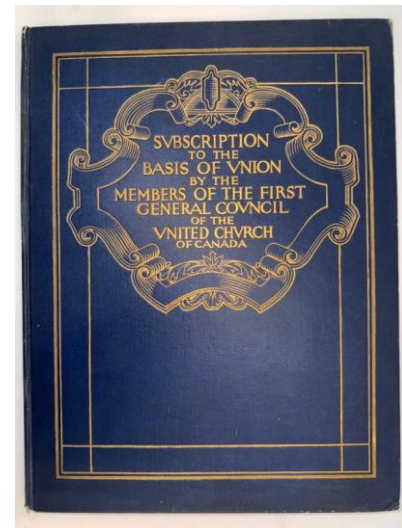 SVBSCRIPTION
TO THE
BASIS OF VNION
BY THE
MEMBERS OF THE FIRST
GENERAL COVNCIL
OF THE
VNITED CHVRCH
OF CANADA